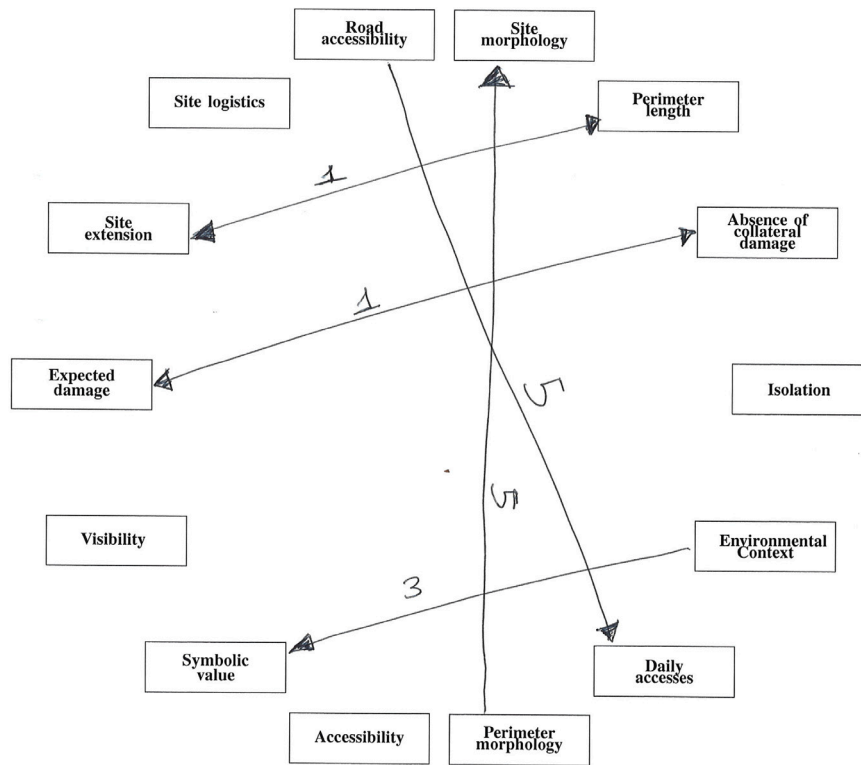 Road
accessibility
Site
morphology
Site logistics
Perimeter
length
1
Site
extension
Absence of
collateral
damage
1
Expected
damage
5
Isolation
5
Visibility
Environmental
Context
3
Symbolic
value
Daily
accesses
Accessibility
Perimeter
morphology